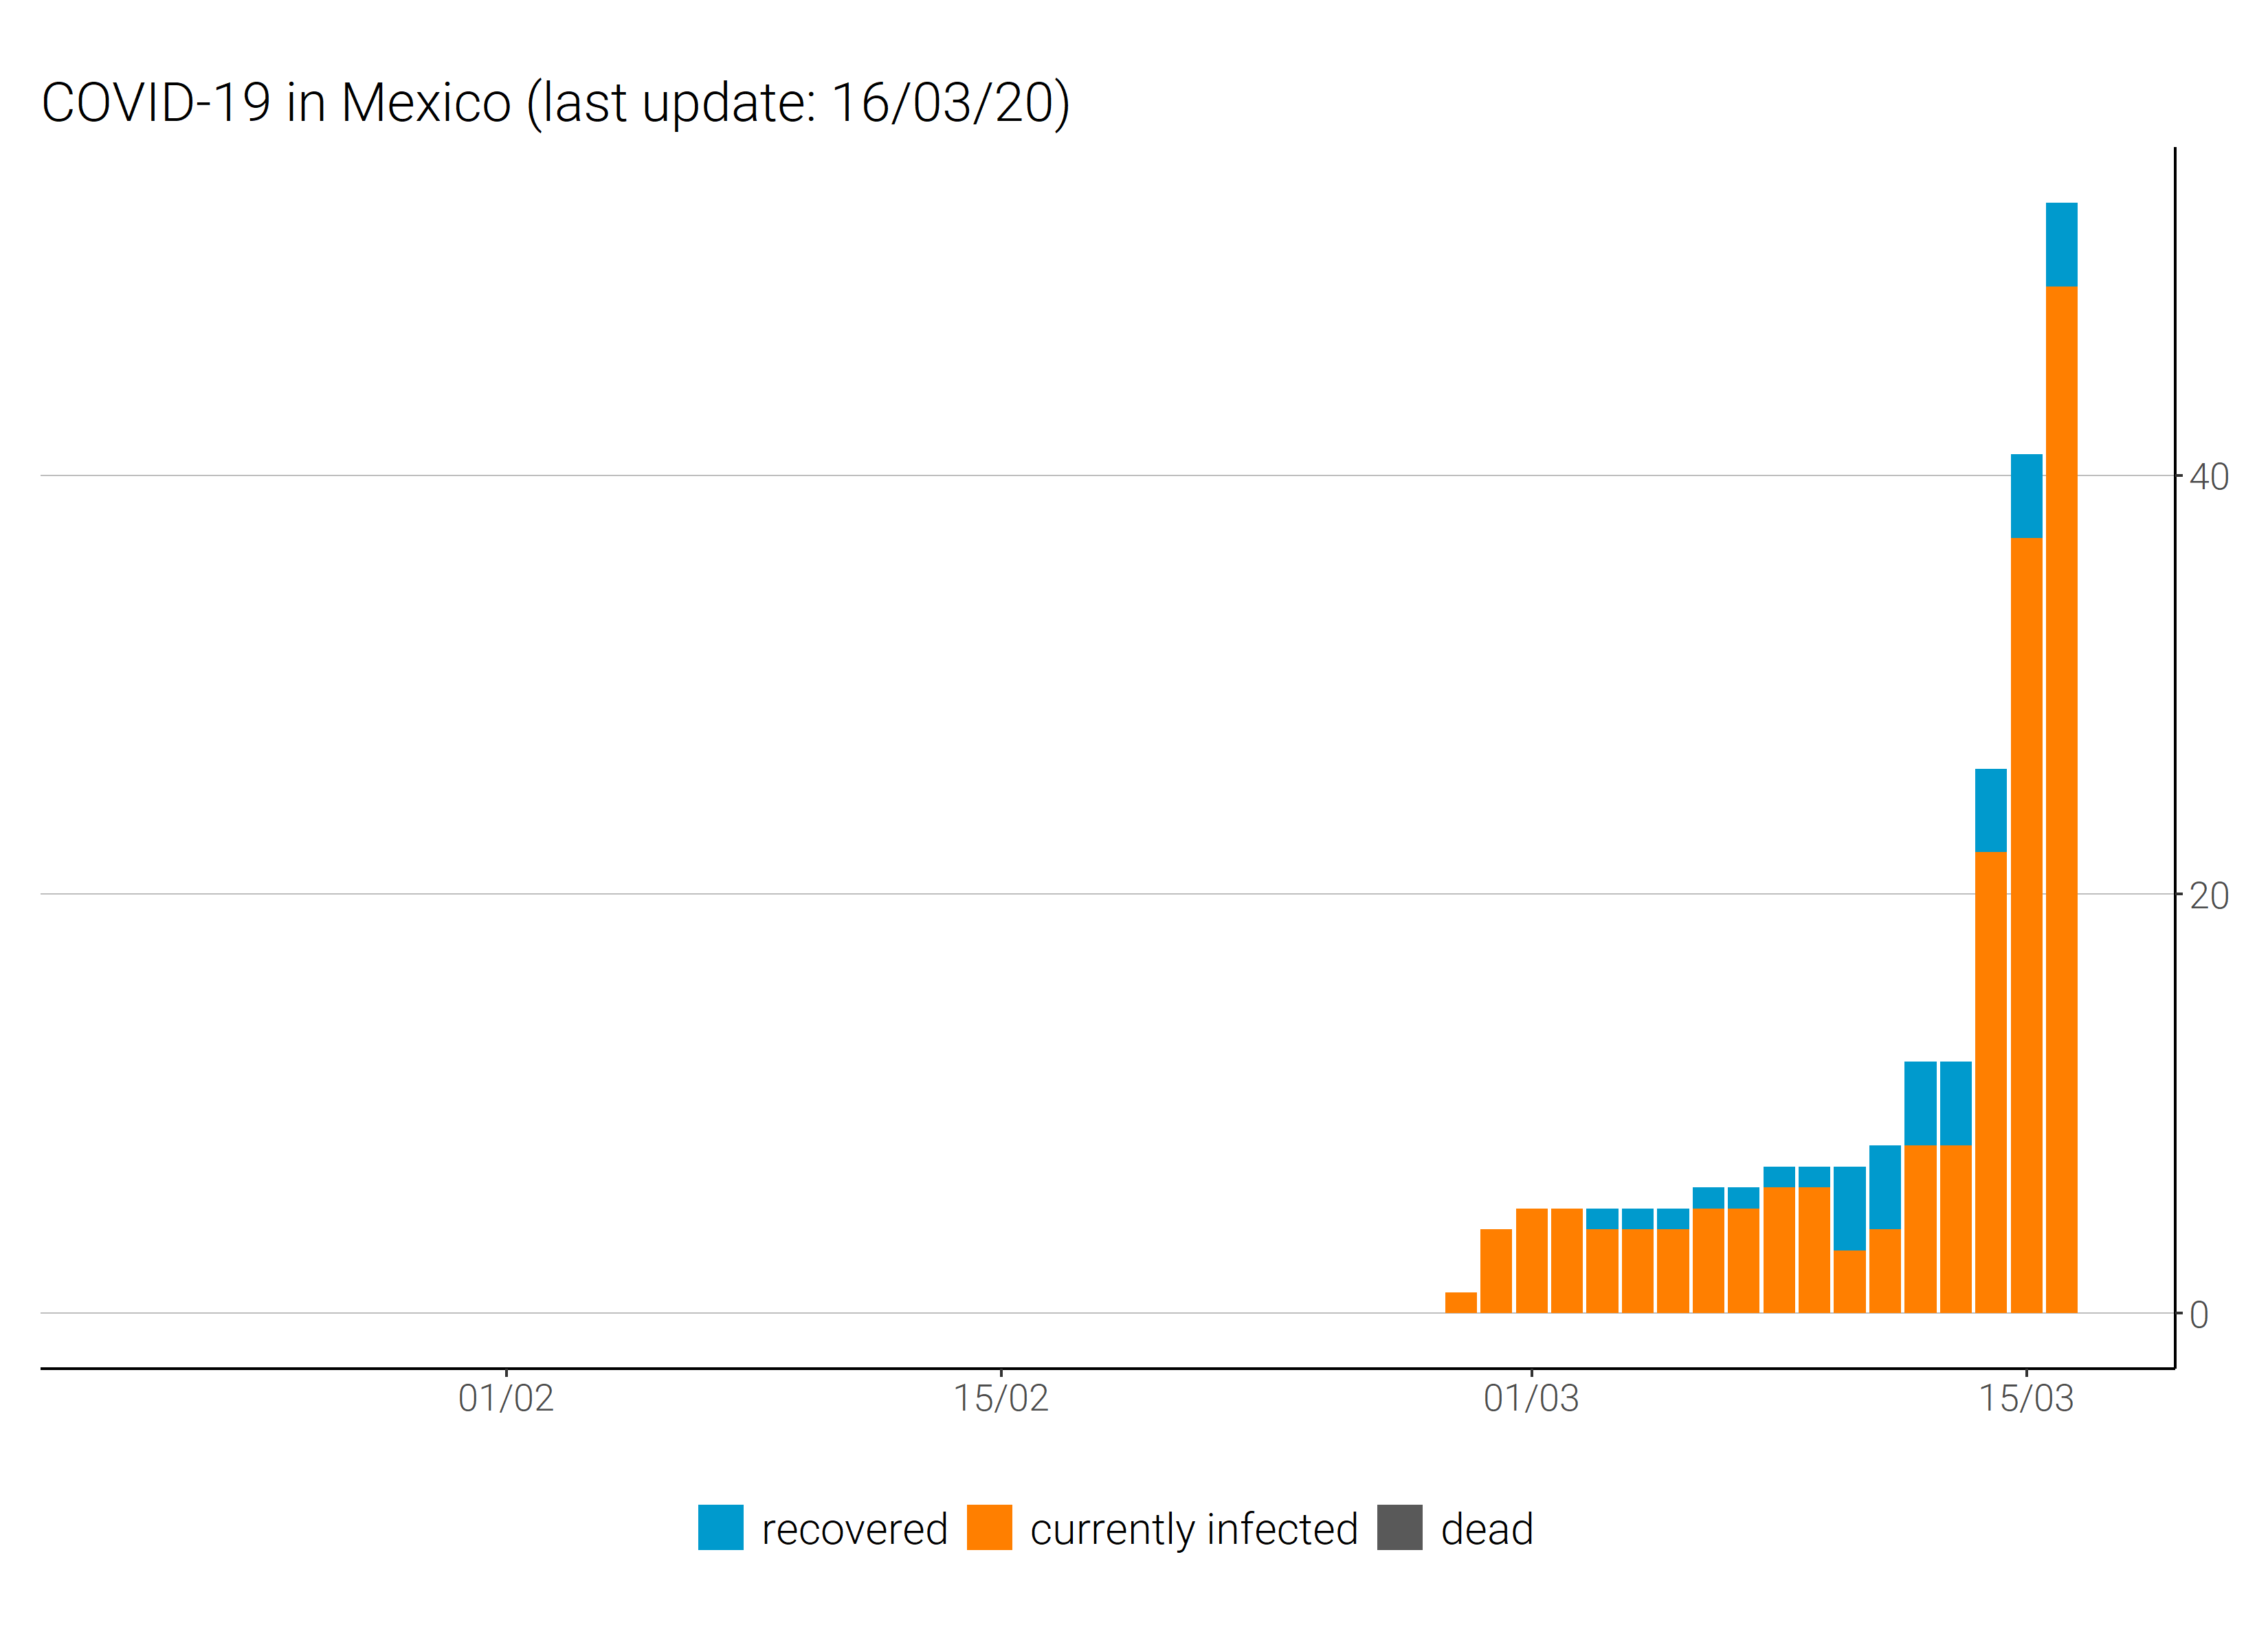 COVID-19 in Mexico (last update: 16/03/20)
40
20
0
01/02 15/02 01/03 15/03
recovered currently infected dead